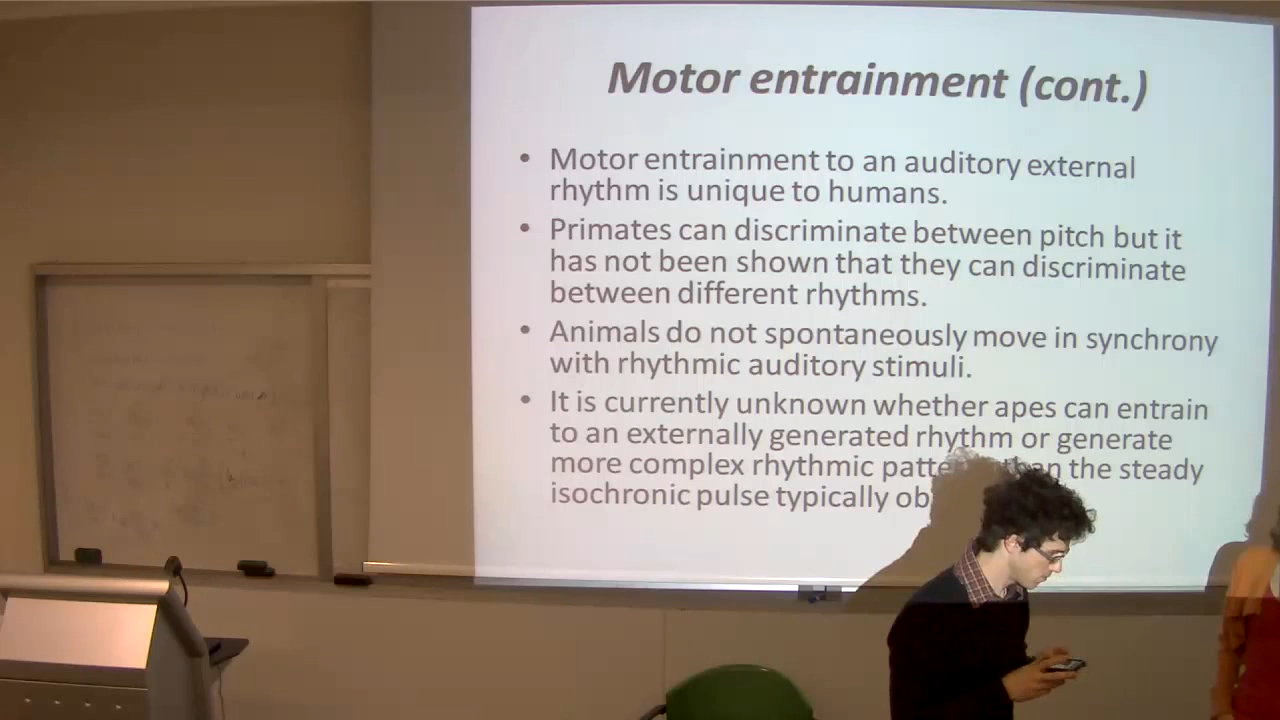 Motor entrainment (cont.)
• Motor entrainment to an auditory external
rhythm is unique to humans.
• Primates can discriminate between pitch but it
has not been shown that they can discriminate
between different rhythms.
• Animals do not spontaneously move in synchrony
with rhythmic auditory stimuli.
• It is currently unknown whether apes can entrain
to an externally generated rhythm or generate
more complex rhythmic than the steady
isochronic pulse typically